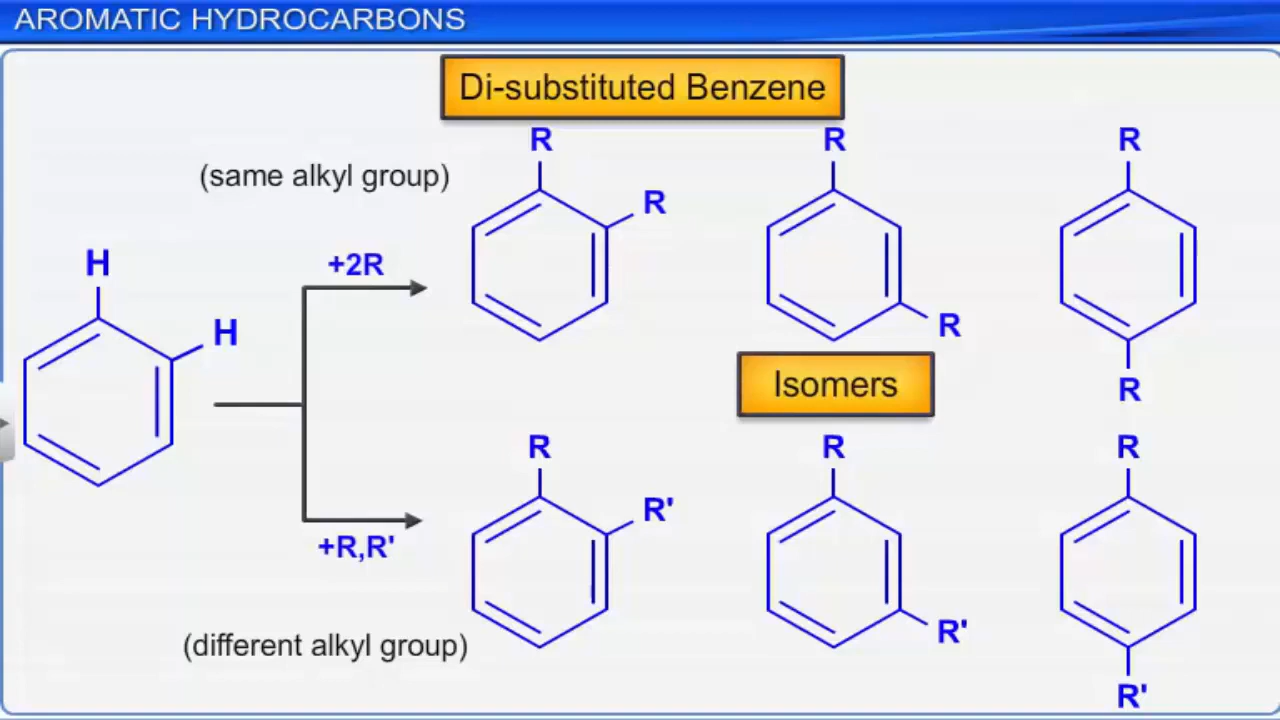 AROMATIC HYDROCARBONS
Di-substituted Benzene
(same alkyl group)
R
R
R
R
R
R
H
H
+2R
Isomers
+R,R'
(different alkyl group)
R
R'
R
R'
R
R'